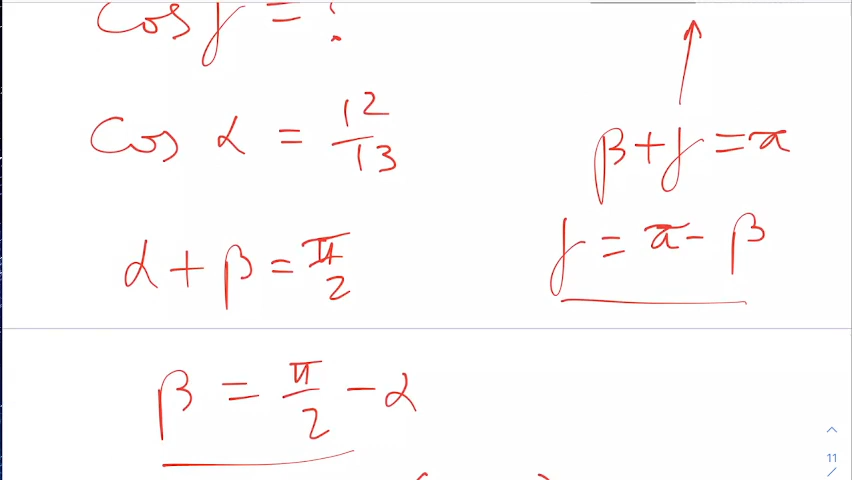 cos γ = ?
cos α = 12/13
α + β = π/2
β = π/2 - α
β + γ = π
γ = π - β
11